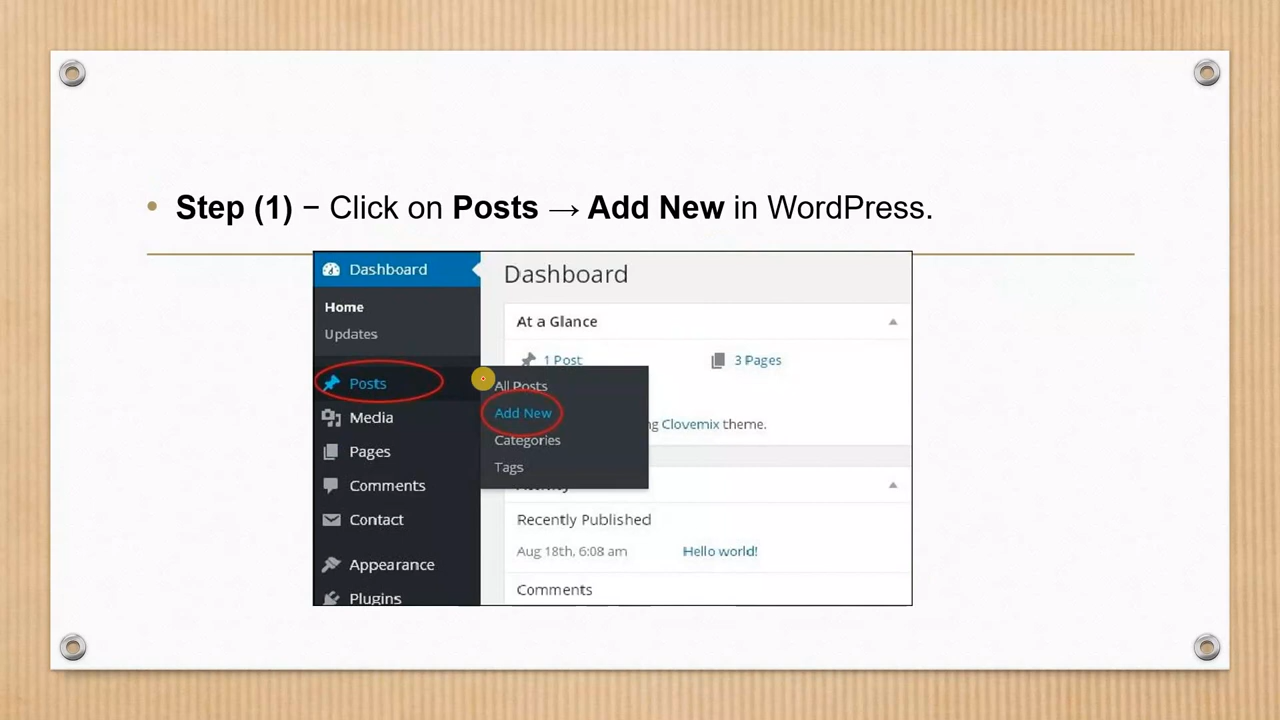 • Step (1) − Click on Posts → Add New in WordPress.
Dashboard
Home
Updates
Posts
Media
Pages
Comments
Contact
Appearance
Plugins
All Posts
Add New
Categories
Tags
Dashboard
At a Glance
1 Post
3 Pages
ng Clovemix theme.
Activity
Recently Published
Aug 18th, 6:08 am
Hello world!
Comments